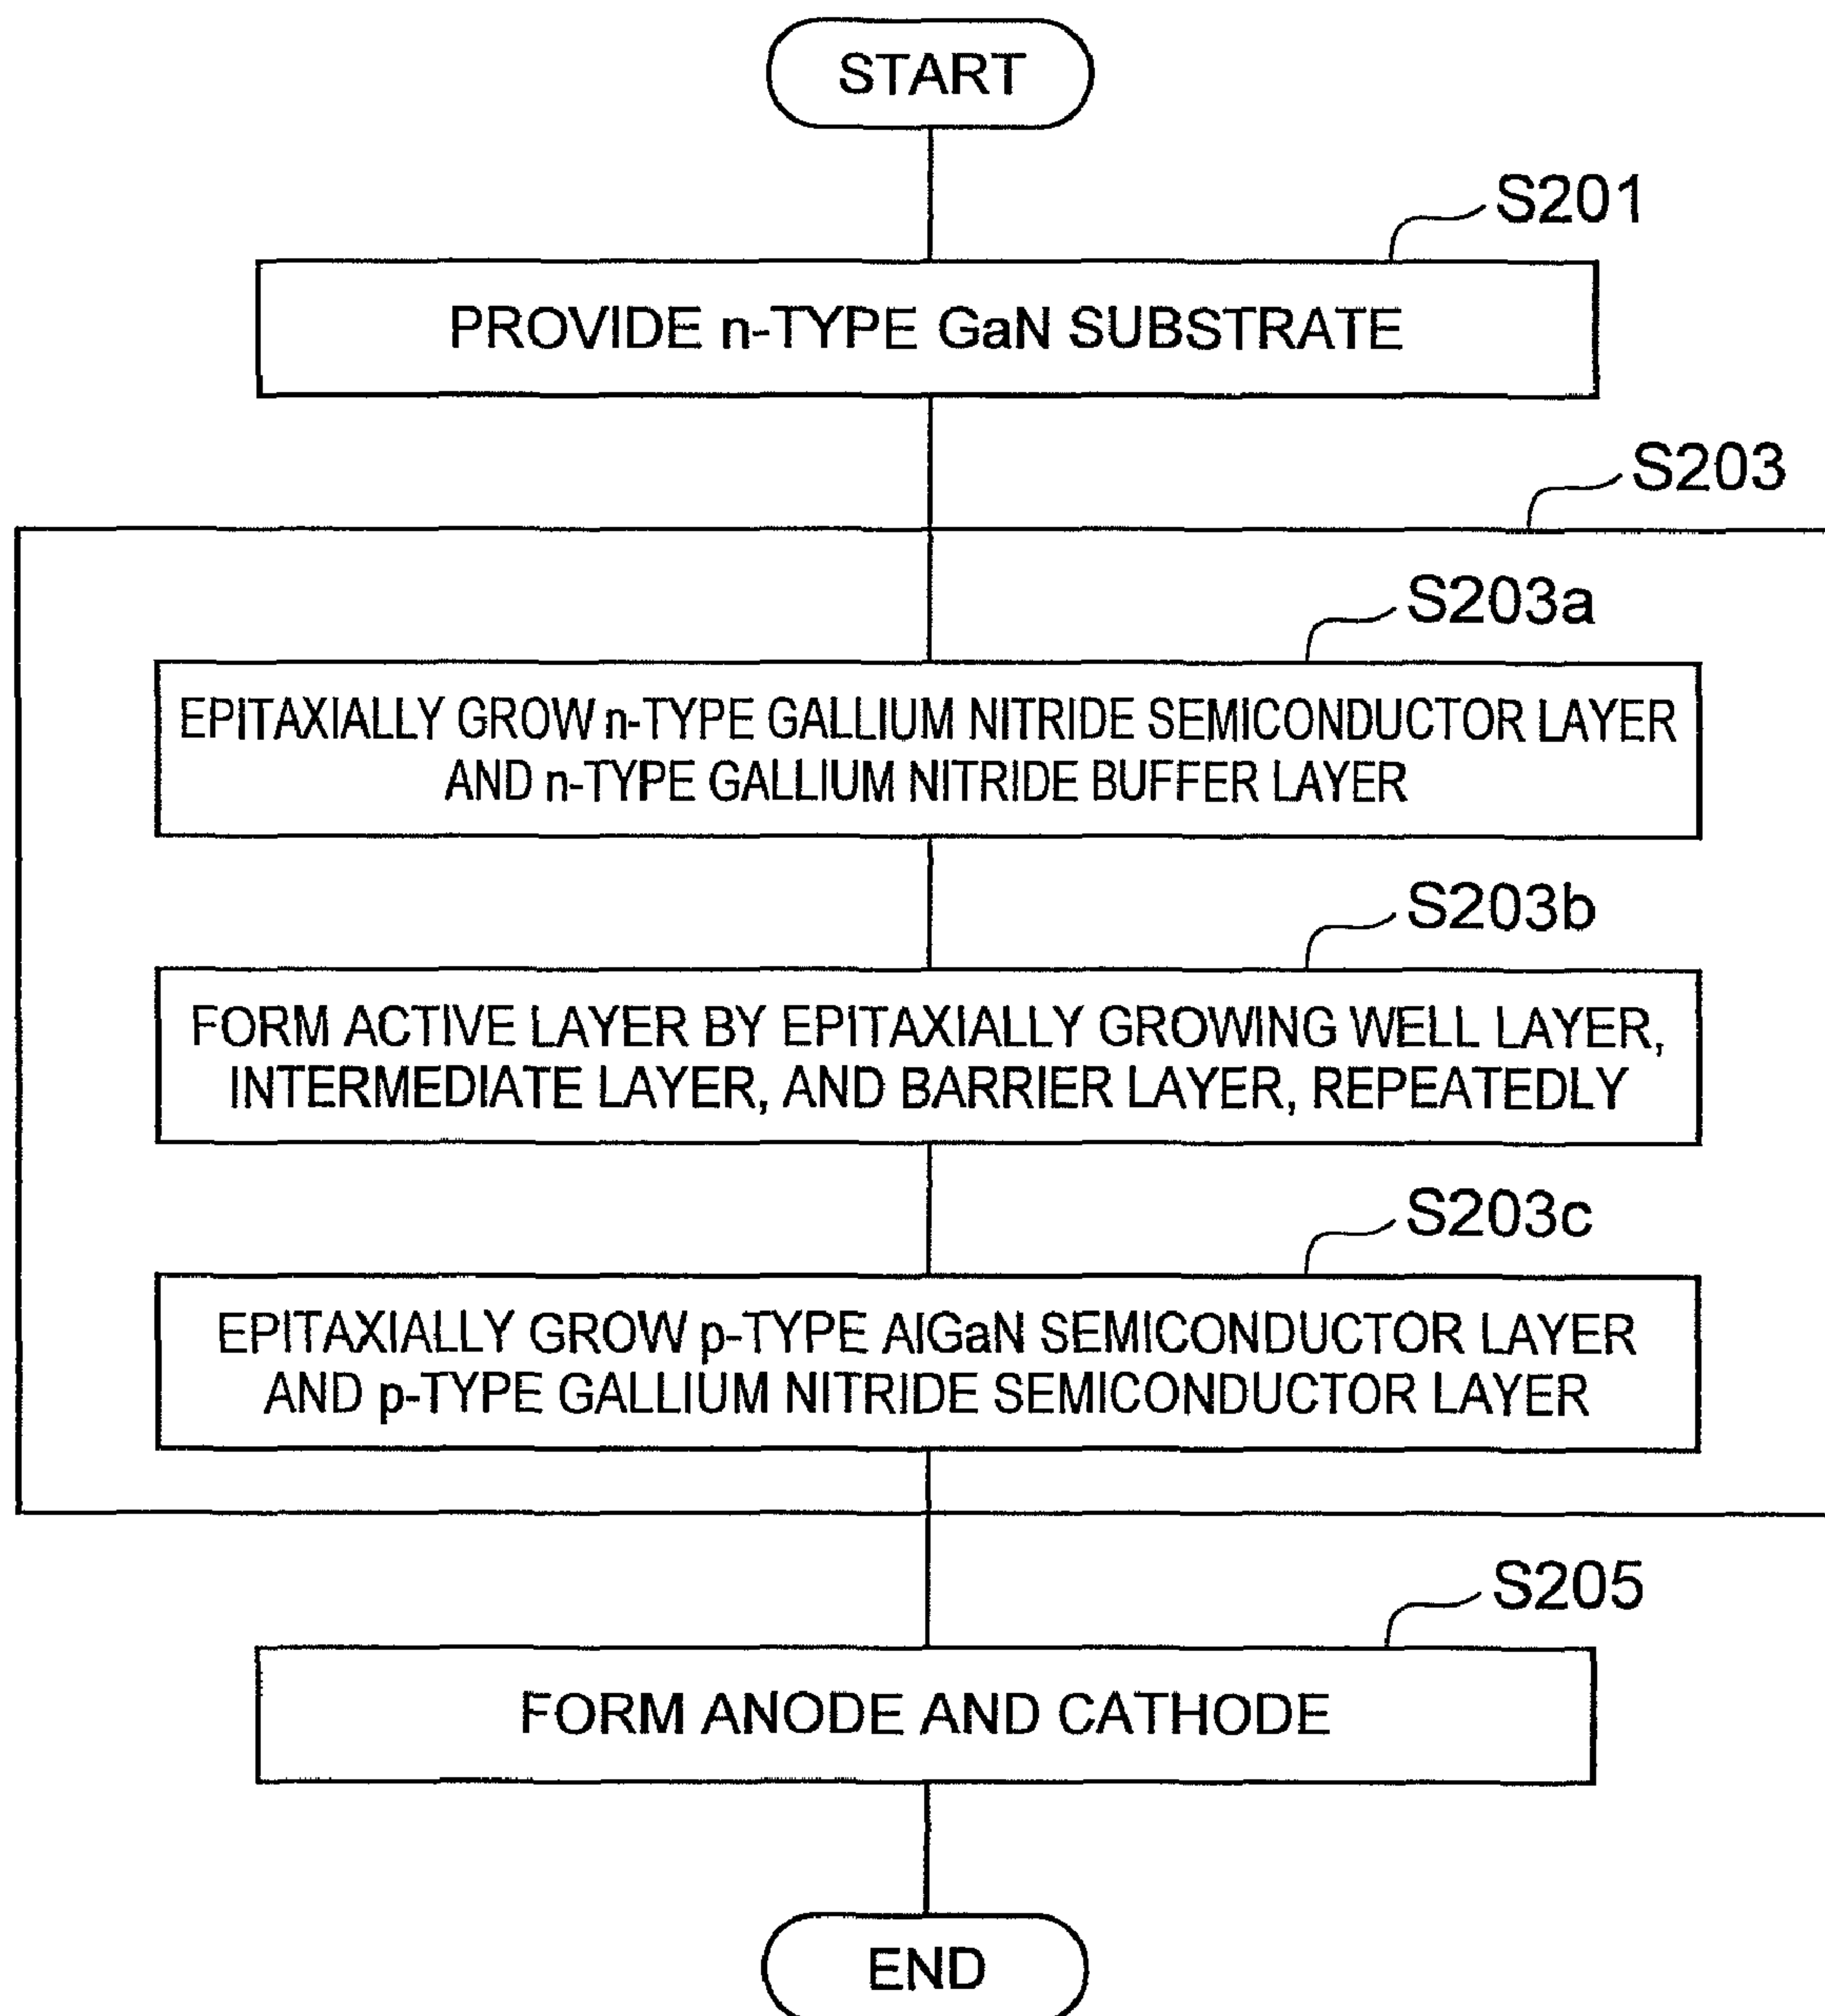 START
S201
PROVIDE n-TYPE GaN SUBSTRATE
S203
S203a
EPITAXIALLY GROW n-TYPE GALLIUM NITRIDE SEMICONDUCTOR LAYER
AND n-TYPE GALLIUM NITRIDE BUFFER LAYER
S203b
FORM ACTIVE LAYER BY EPITAXIALLY GROWING WELL LAYER,
INTERMEDIATE LAYER, AND BARRIER LAYER, REPEATEDLY
S203c
EPITAXIALLY GROW p-TYPE AlGaN SEMICONDUCTOR LAYER
AND p-TYPE GALLIUM NITRIDE SEMICONDUCTOR LAYER
S205
FORM ANODE AND CATHODE
END